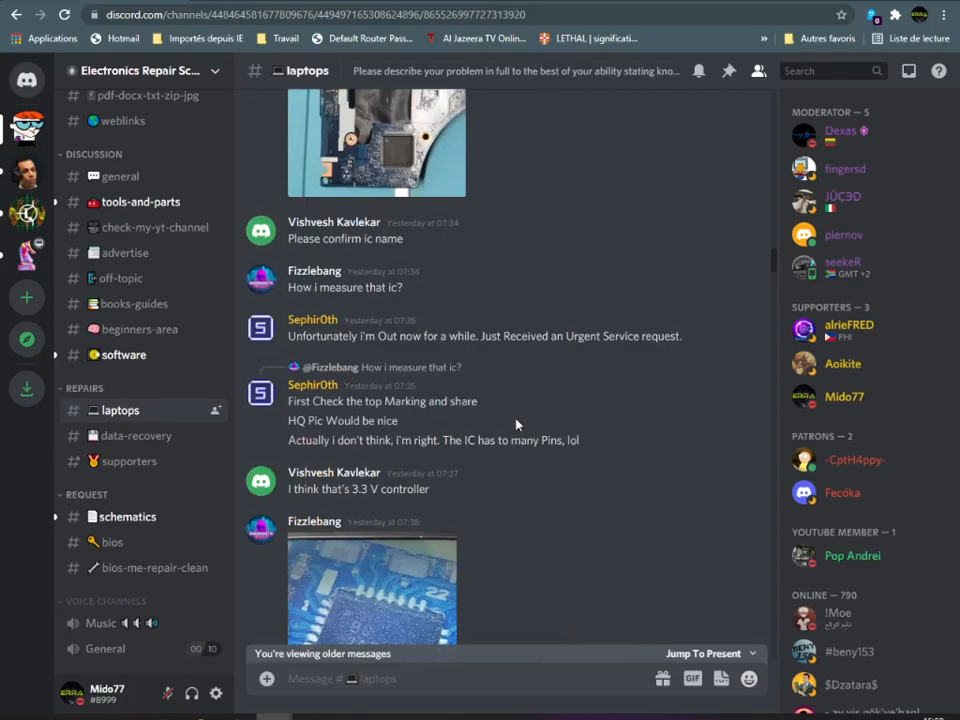 discord.com/channels/448464581677809676/449497165308624896/865526997727313920
Applications
Hotmail
Importés depuis IE
Travail
Default Router Pass...
Al Jazeera TV Onlin...
LETHAL | significati...
»
Autres favoris
Liste de lecture
Electronics Repair Sc...
laptops
Please describe your problem in full to the best of your ability stating kno...
Search
pdf-docx-txt-zip-jpg
weblinks
DISCUSSION
general
tools-and-parts
check-my-yt-channel
advertise
off-topic
books-guides
beginners-area
software
REPAIRS
laptops
data-recovery
supporters
REQUEST
schematics
bios
bios-me-repair-clean
VOICE CHANNELS
Music
General
00 10
Mido77
#8999
Vishvesh Kavlekar Yesterday at 07:34
Please confirm ic name
Fizzlebang Yesterday at 07:34
How i measure that ic?
Sephir0th Yesterday at 07:35
Unfortunately i'm Out now for a while. Just Received an Urgent Service request.
@Fizzlebang How i measure that ic?
Sephir0th Yesterday at 07:35
First Check the top Marking and share
HQ Pic Would be nice
Actually i don't think, i'm right. The IC has to many Pins, lol
Vishvesh Kavlekar Yesterday at 07:37
I think that's 3.3 V controller
Fizzlebang Yesterday at 07:38
22
You're viewing older messages
Jump To Present
Message #laptops
GIF
MODERATOR — 5
Dexas
fingersd
JÚÇ3D
piernov
seekeR
GMT +2
SUPPORTERS — 3
alrieFRED
PHI
Aoikite
Mido77
PATRONS — 2
-CptH4ppy-
Fecóka
YOUTUBE MEMBER — 1
Pop Andrei
ONLINE — 790
!Moe
#beny153
$Dzatara$